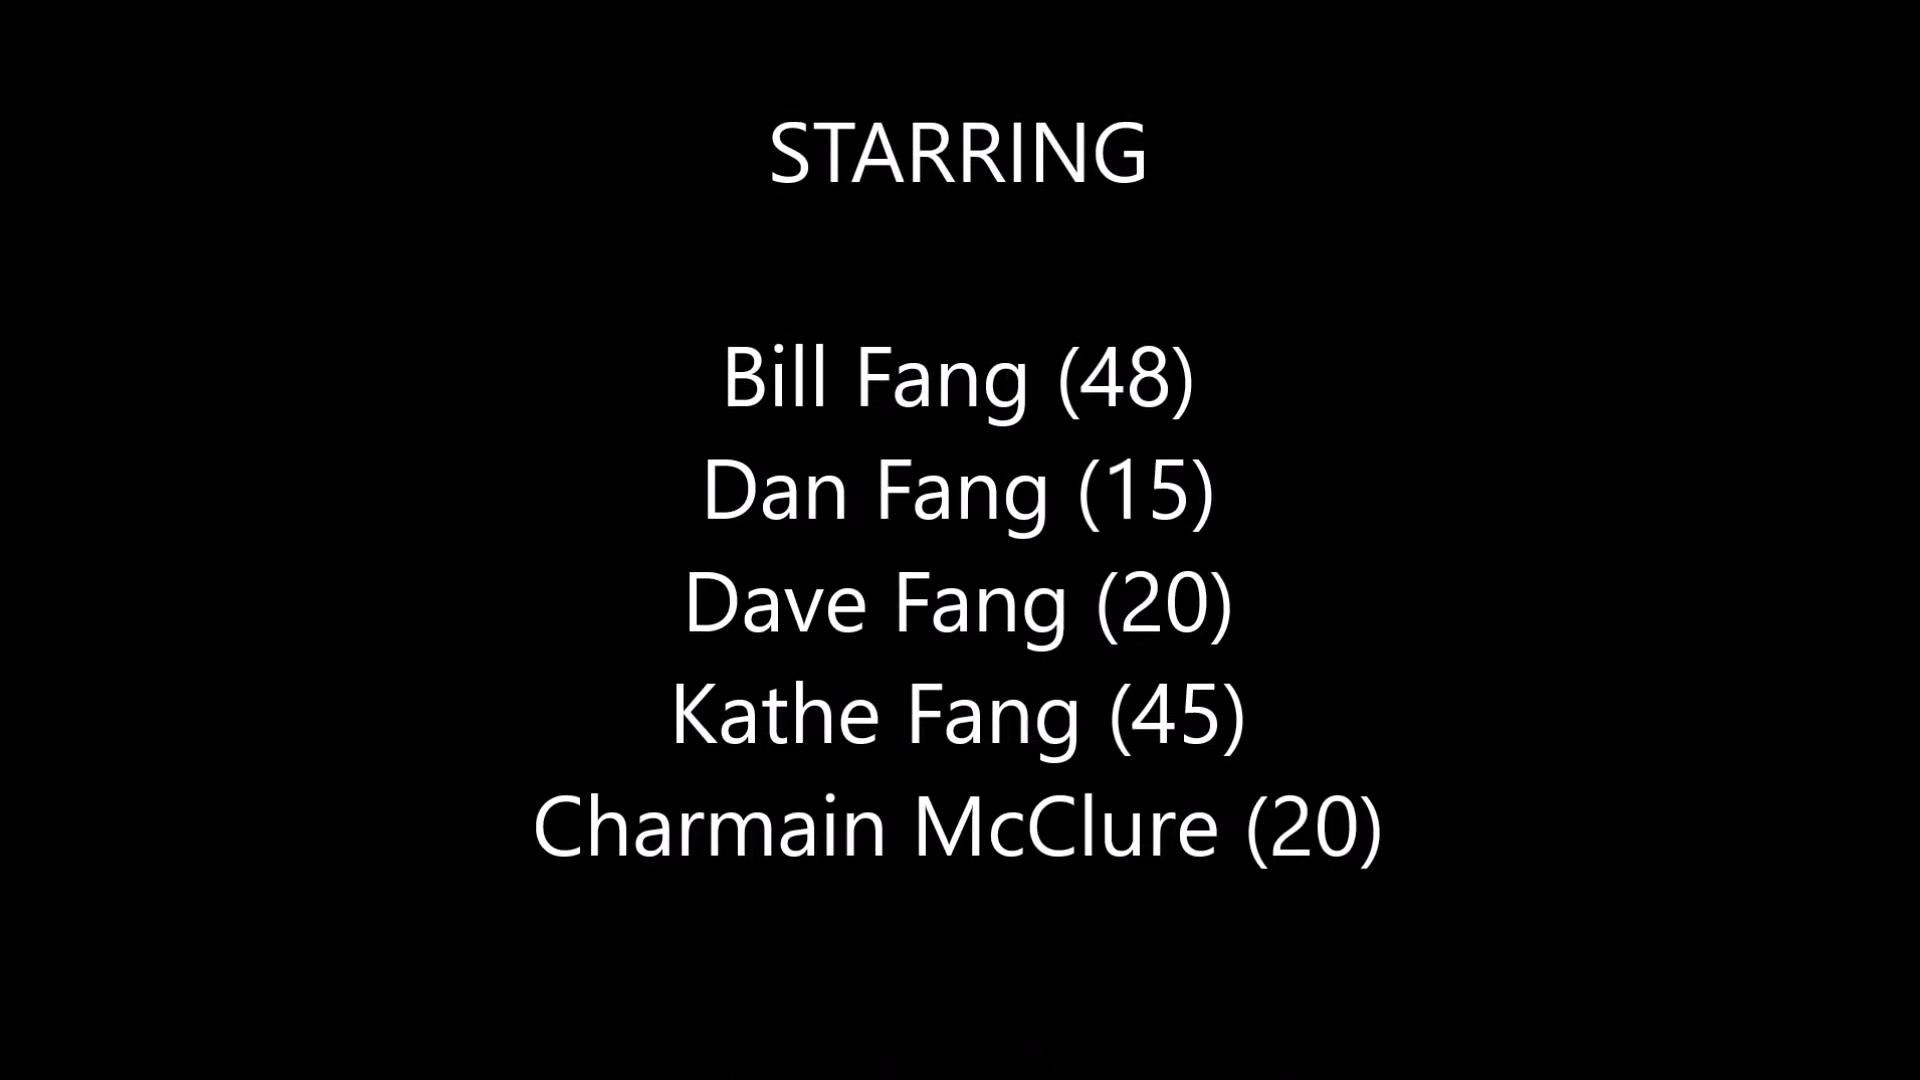 STARRING
Bill Fang (48)
Dan Fang (15)
Dave Fang (20)
Kathe Fang (45)
Charmain McClure (20)